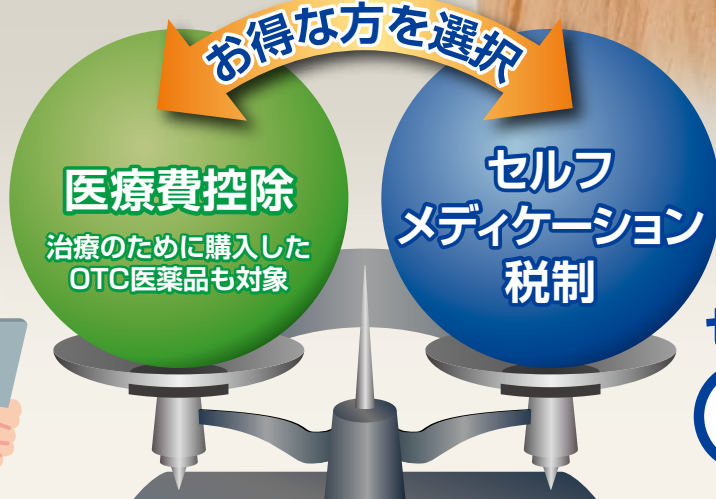 お得な方を選択
医療費控除
治療のために購入した
OTC医薬品も対象
セルフ
メディケーション
税制